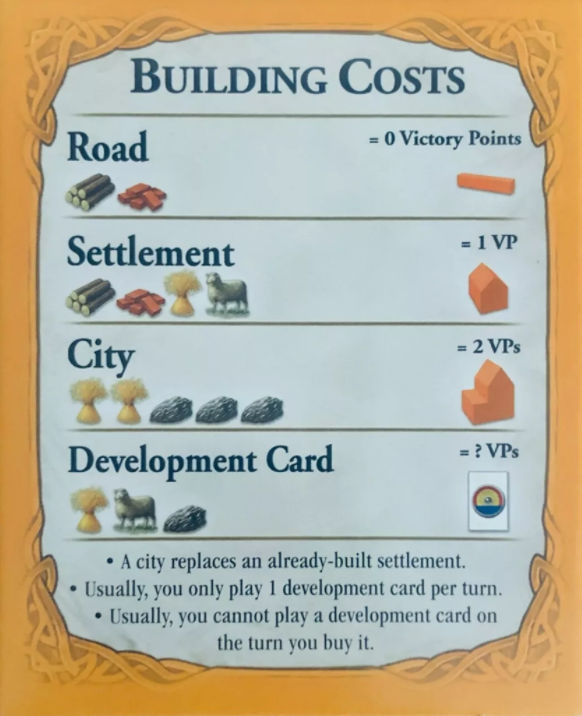 BUILDING COSTS
Road
= 0 Victory Points
Settlement
= 1 VP
City
= 2 VPs
Development Card
= ? VPs
• A city replaces an already-built settlement.
• Usually, you only play 1 development card per turn.
• Usually, you cannot play a development card on
the turn you buy it.